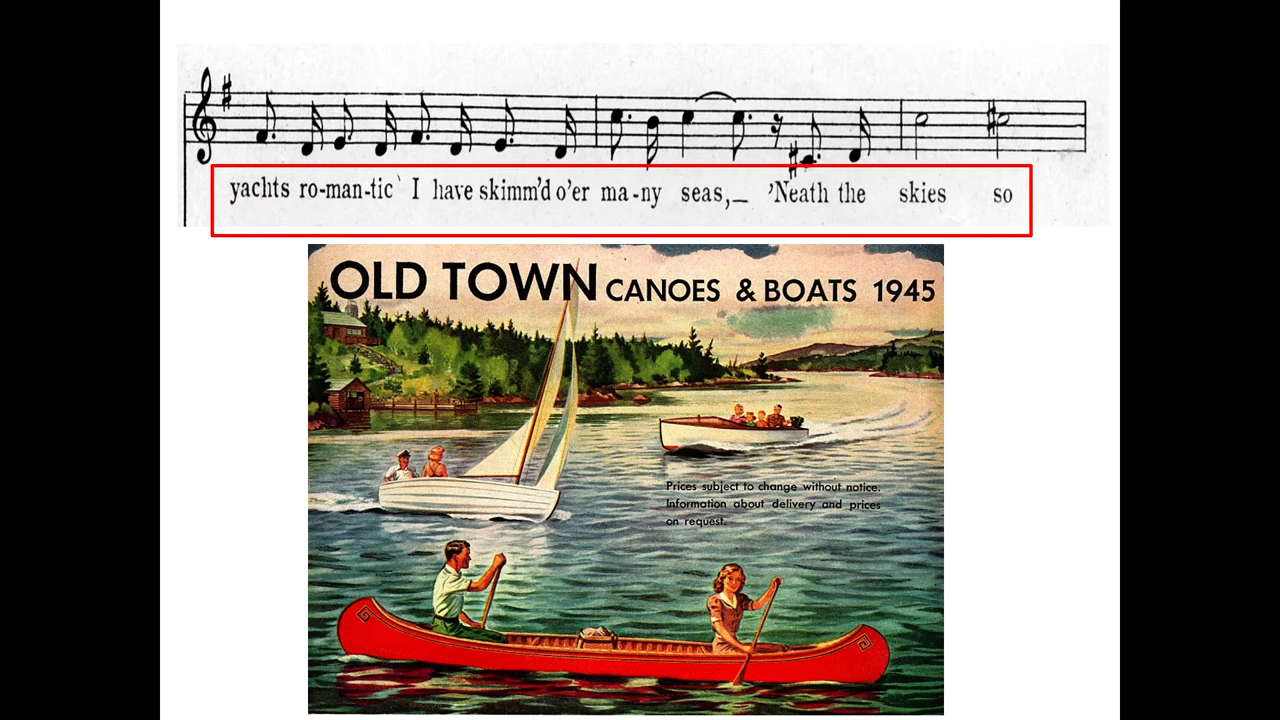 yachts ro-man-tic I have skimm'd o'er ma-ny seas,_ 'Neath the skies so
OLD TOWN CANOES & BOATS 1945
Prices subject to change without notice.
Information about delivery and prices
on request.